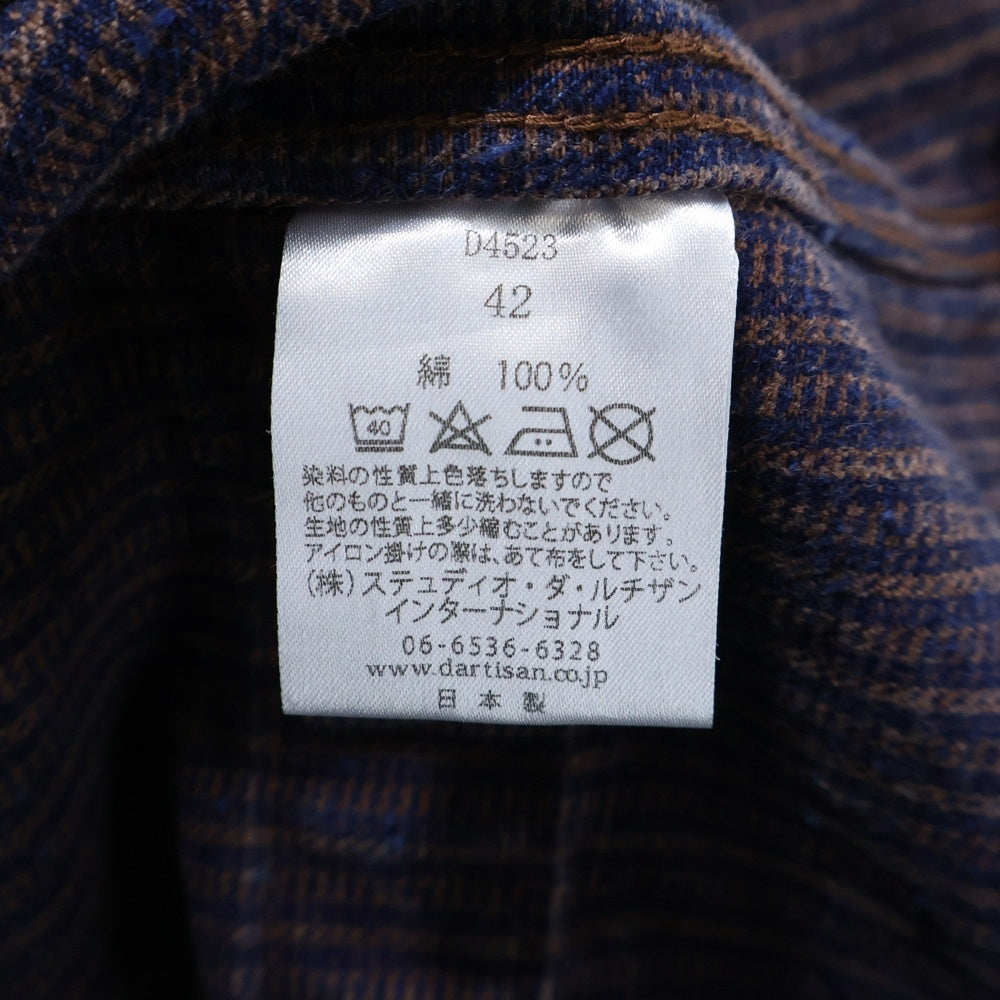 D4523
42
綿 100%
40
染料の性質上色落ちしますので
他のものと一緒に洗わないでください。
生地の性質上多少縮むことがあります。
アイロン掛けの際は、あて布をして下さい。
(株)ステュディオ・ダ・ルチザン
インターナショナル
06-6536-6328
www.dartisan.co.jp
日本製